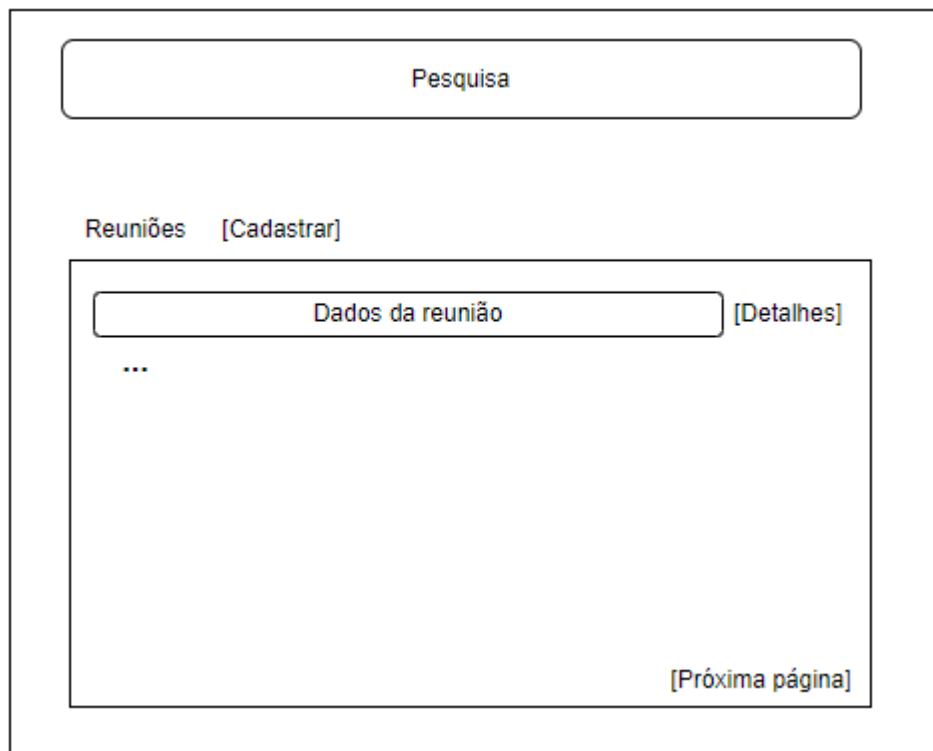 Pesquisa
Reuniões [Cadastrar]
Dados da reunião [Detalhes]
...
[Próxima página]